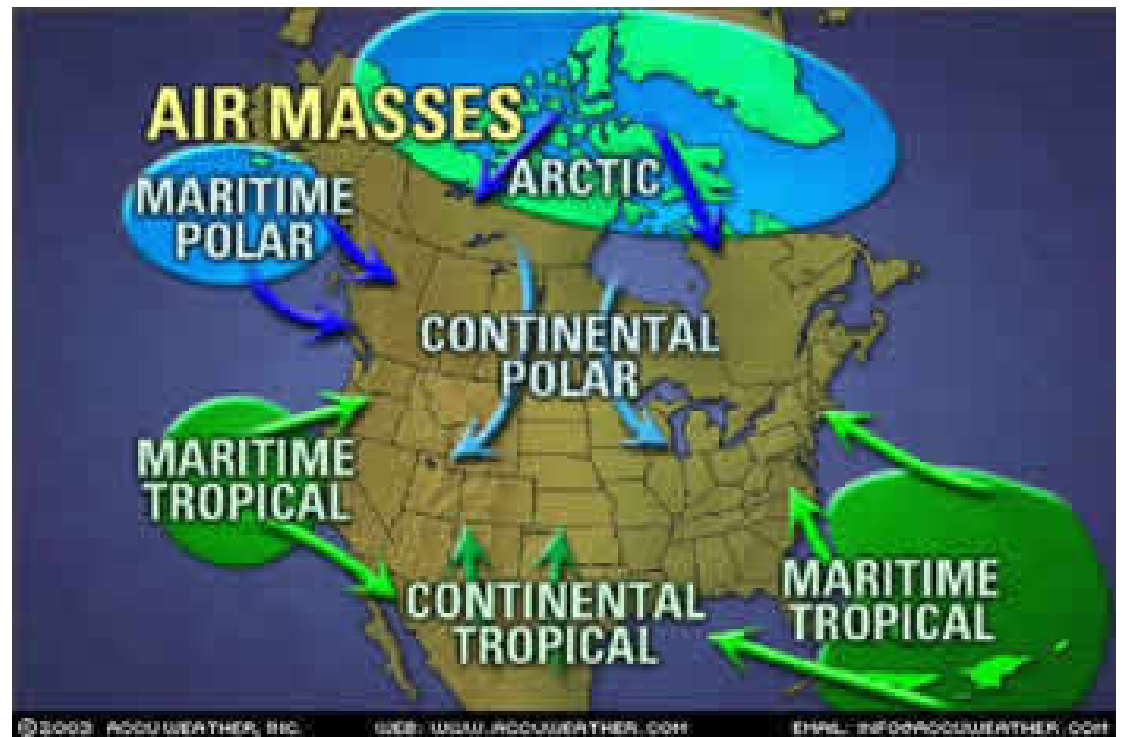 AIR MASSES
ARCTIC
MARITIME
POLAR
CONTINENTAL
POLAR
MARITIME
TROPICAL
CONTINENTAL
TROPICAL
MARITIME
TROPICAL
©2003 ACCUWEATHER, INC. WEB: WWW.ACCUWEATHER.COM EMAIL: INFO@ACCUWEATHER.COM